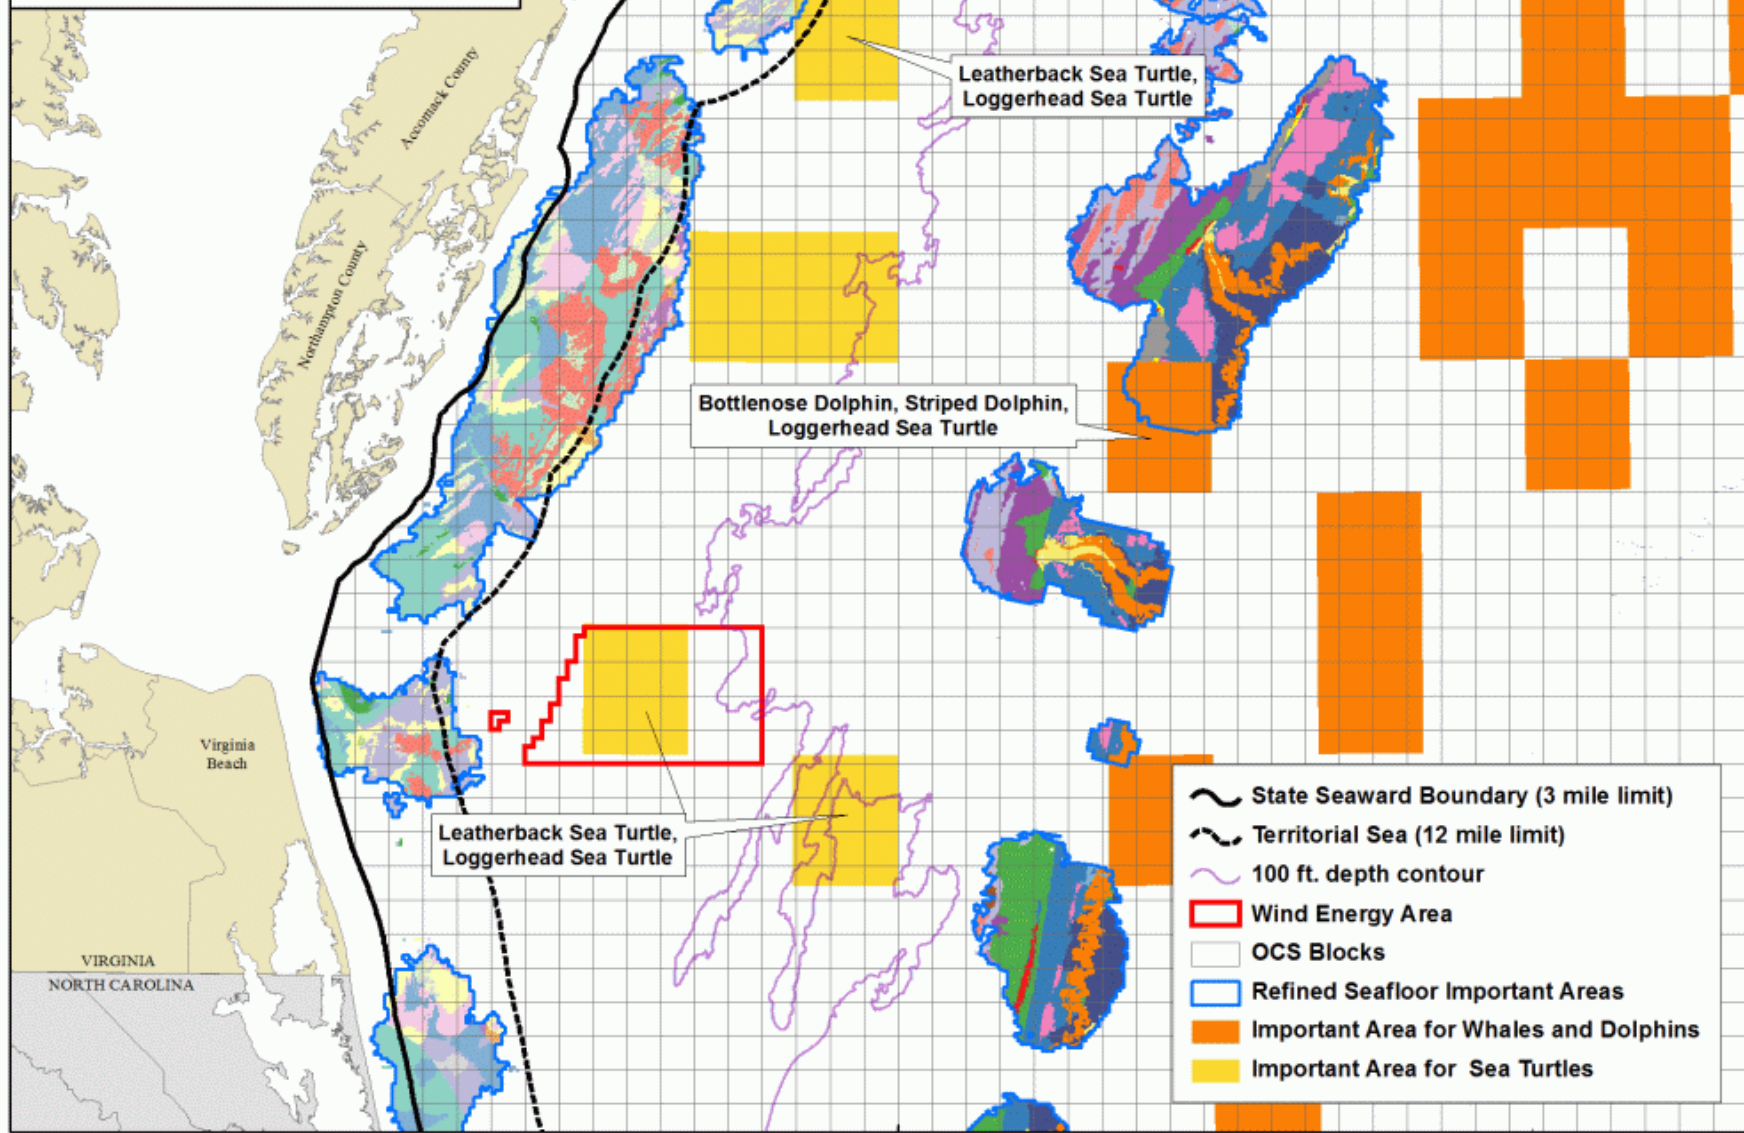 Accomack County
Leatherback Sea Turtle,
Loggerhead Sea Turtle
Northampton County
Bottlenose Dolphin, Striped Dolphin,
Loggerhead Sea Turtle
Virginia
Beach
Leatherback Sea Turtle,
Loggerhead Sea Turtle
VIRGINIA
NORTH CAROLINA
State Seaward Boundary (3 mile limit)
Territorial Sea (12 mile limit)
100 ft. depth contour
Wind Energy Area
OCS Blocks
Refined Seafloor Important Areas
Important Area for Whales and Dolphins
Important Area for Sea Turtles